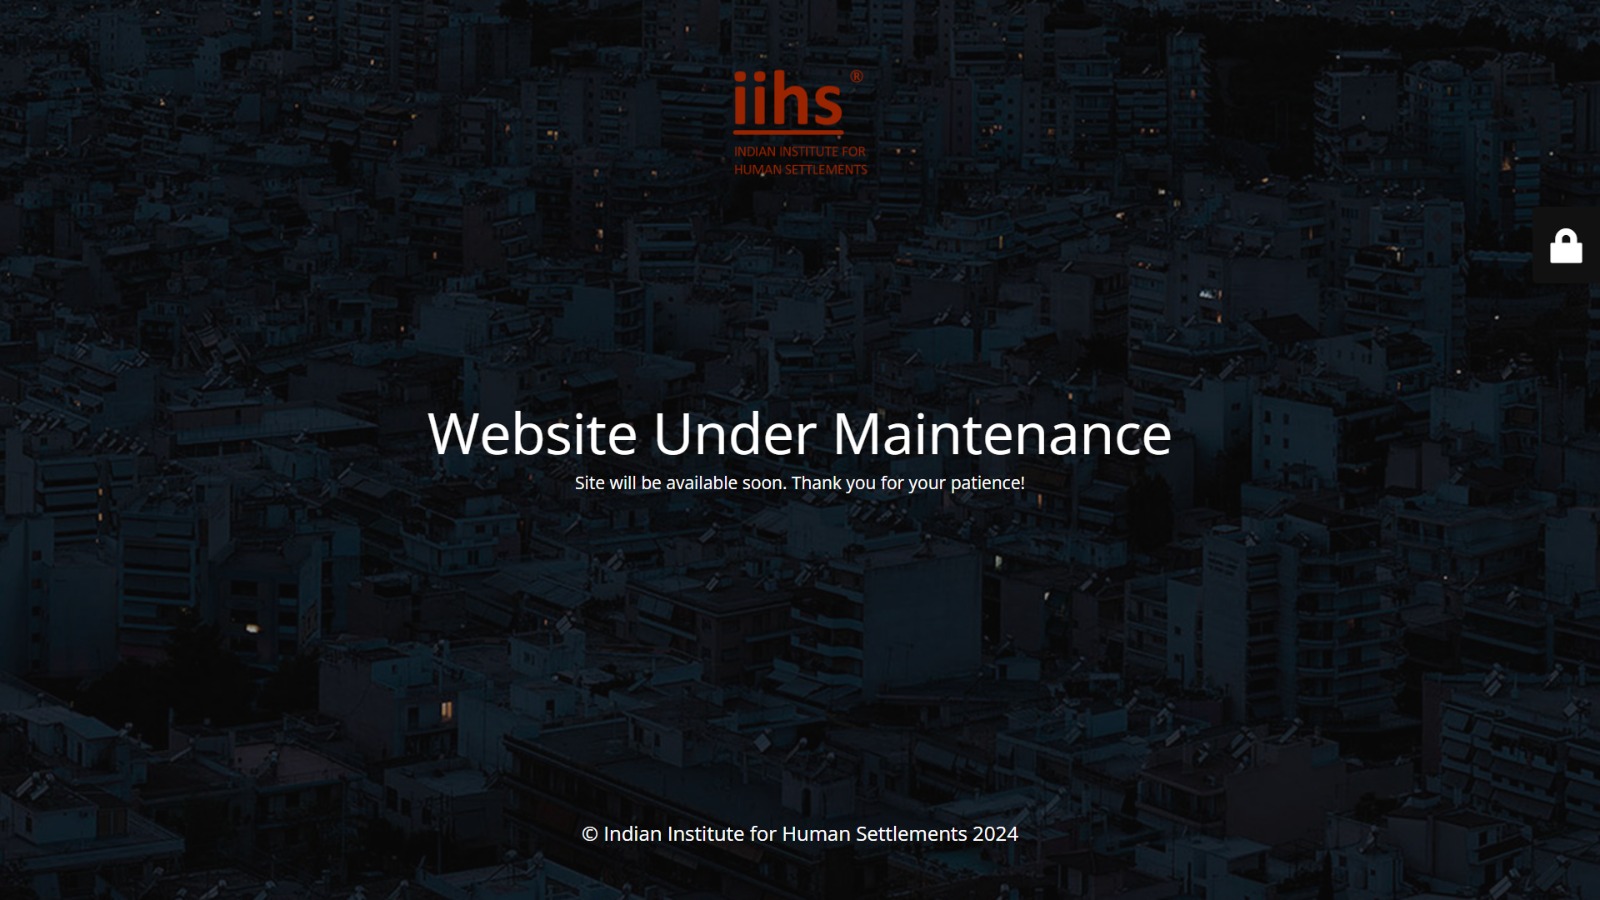 iihs ®
INDIAN INSTITUTE FOR
HUMAN SETTLEMENTS
Website Under Maintenance
Site will be available soon. Thank you for your patience!
© Indian Institute for Human Settlements 2024